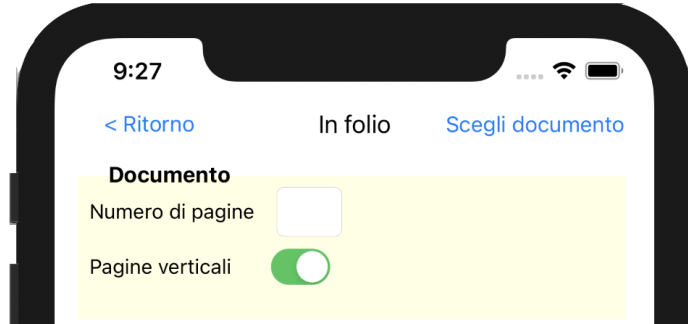 9:27
< Ritorno In folio Scegli documento
Documento
Numero di pagine
Pagine verticali